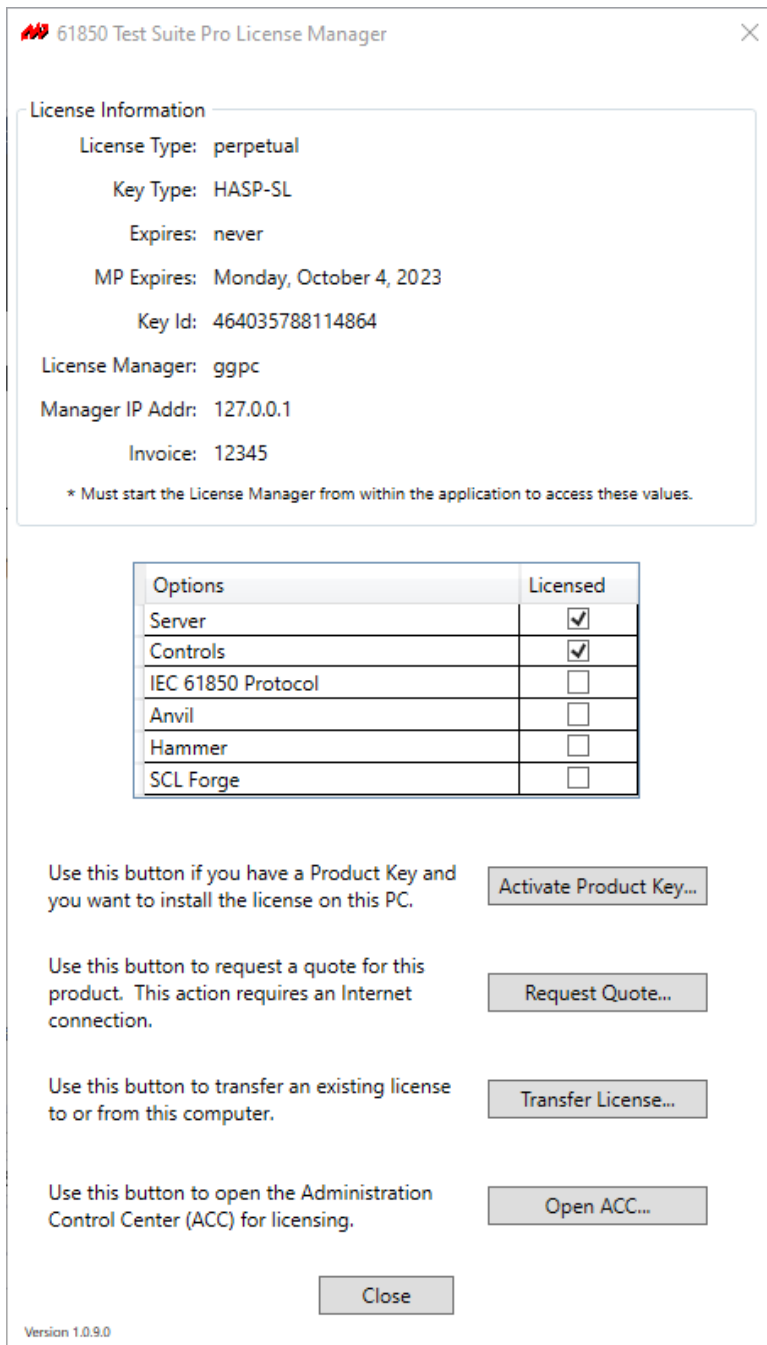 61850 Test Suite Pro License Manager
License Information
License Type: perpetual
Key Type: HASP-SL
Expires: never
MP Expires: Monday, October 4, 2023
Key Id: 464035788114864
License Manager: ggpc
Manager IP Addr: 127.0.0.1
Invoice: 12345
* Must start the License Manager from within the application to access these values.
Options Licensed
Server
Controls
IEC 61850 Protocol
Anvil
Hammer
SCL Forge
Use this button if you have a Product Key and
you want to install the license on this PC.
Activate Product Key...
Use this button to request a quote for this
product. This action requires an Internet
connection.
Request Quote...
Use this button to transfer an existing license
to or from this computer.
Transfer License...
Use this button to open the Administration
Control Center (ACC) for licensing.
Open ACC...
Close
Version 1.0.9.0